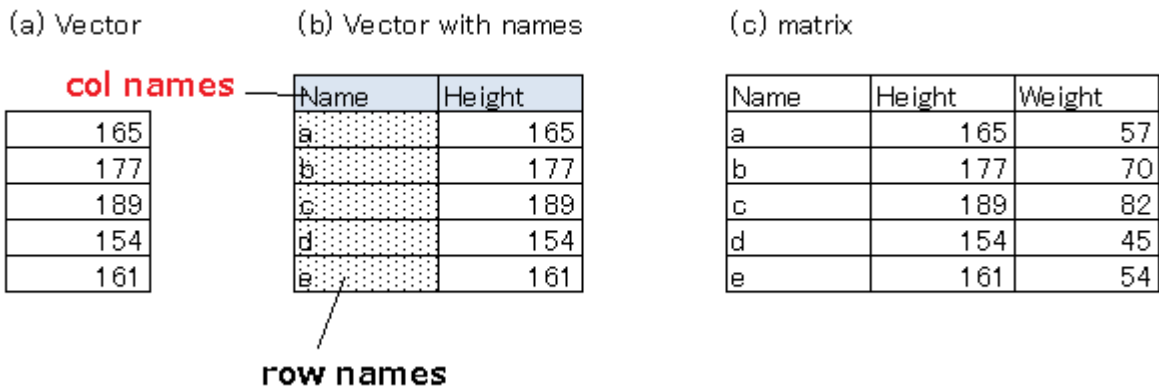 (a) Vector
(b) Vector with names
(c) matrix
col names
165
177
189
154
161
Name Height
a 165
b 177
c 189
d 154
e 161
row names
Name Height Weight
a 165 57
b 177 70
c 189 82
d 154 45
e 161 54